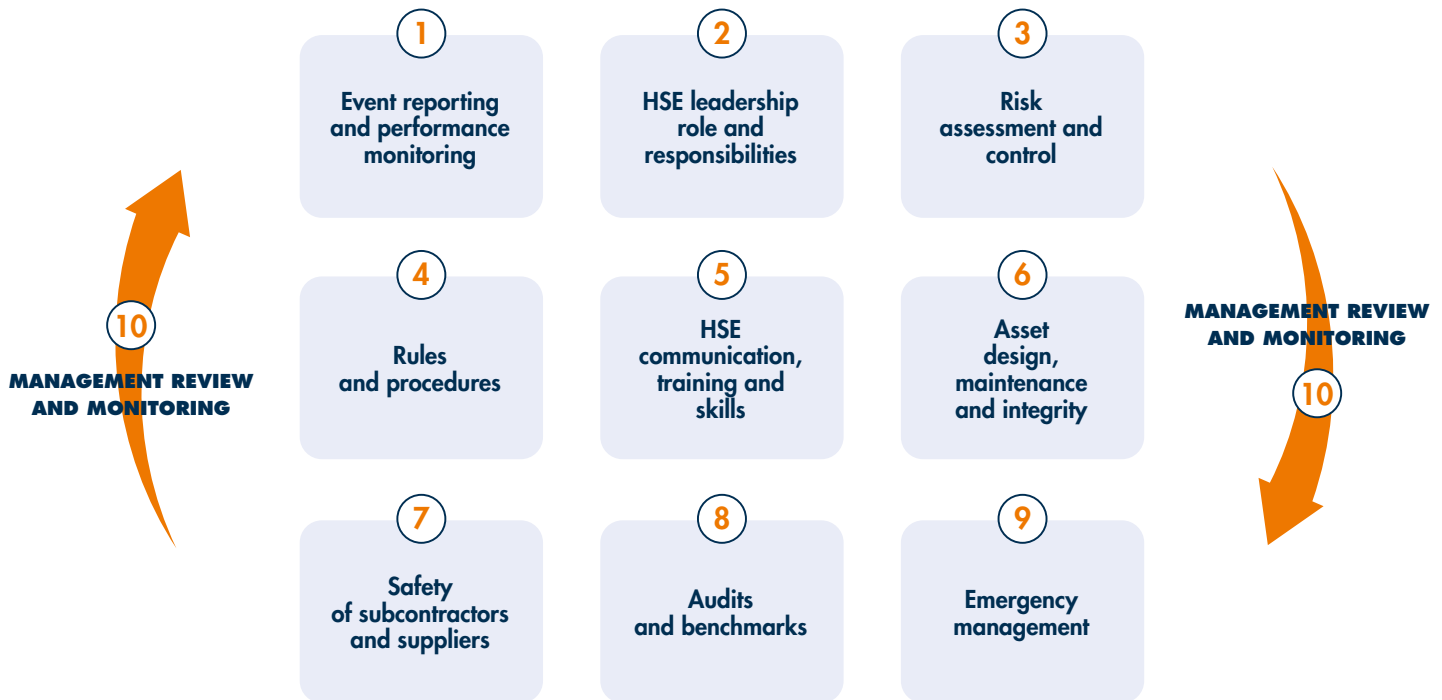 1
Event reporting
and performance
monitoring
2
HSE leadership
role and
responsibilities
3
Risk
assessment and
control
4
Rules
and procedures
5
HSE
communication,
training and
skills
6
Asset
design,
maintenance
and integrity
7
Safety
of subcontractors
and suppliers
8
Audits
and benchmarks
9
Emergency
management
10
MANAGEMENT REVIEW
AND MONITORING
MANAGEMENT REVIEW
AND MONITORING
10